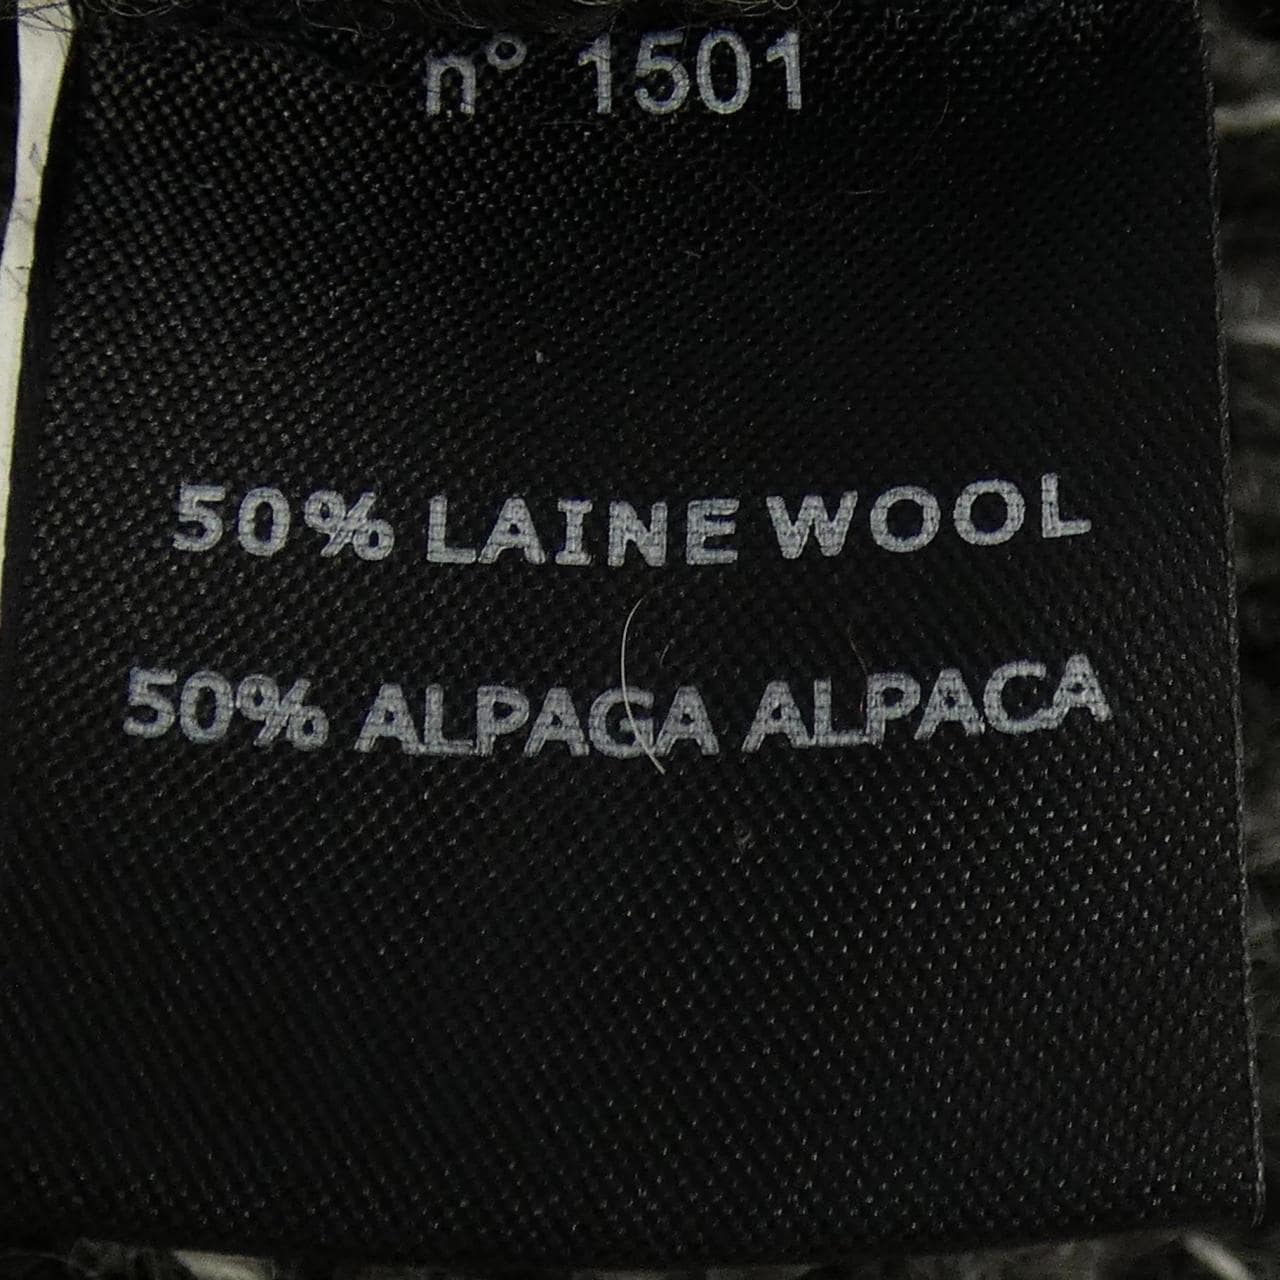 n° 1501
50% LAINE WOOL
50% ALPAGA ALPACA